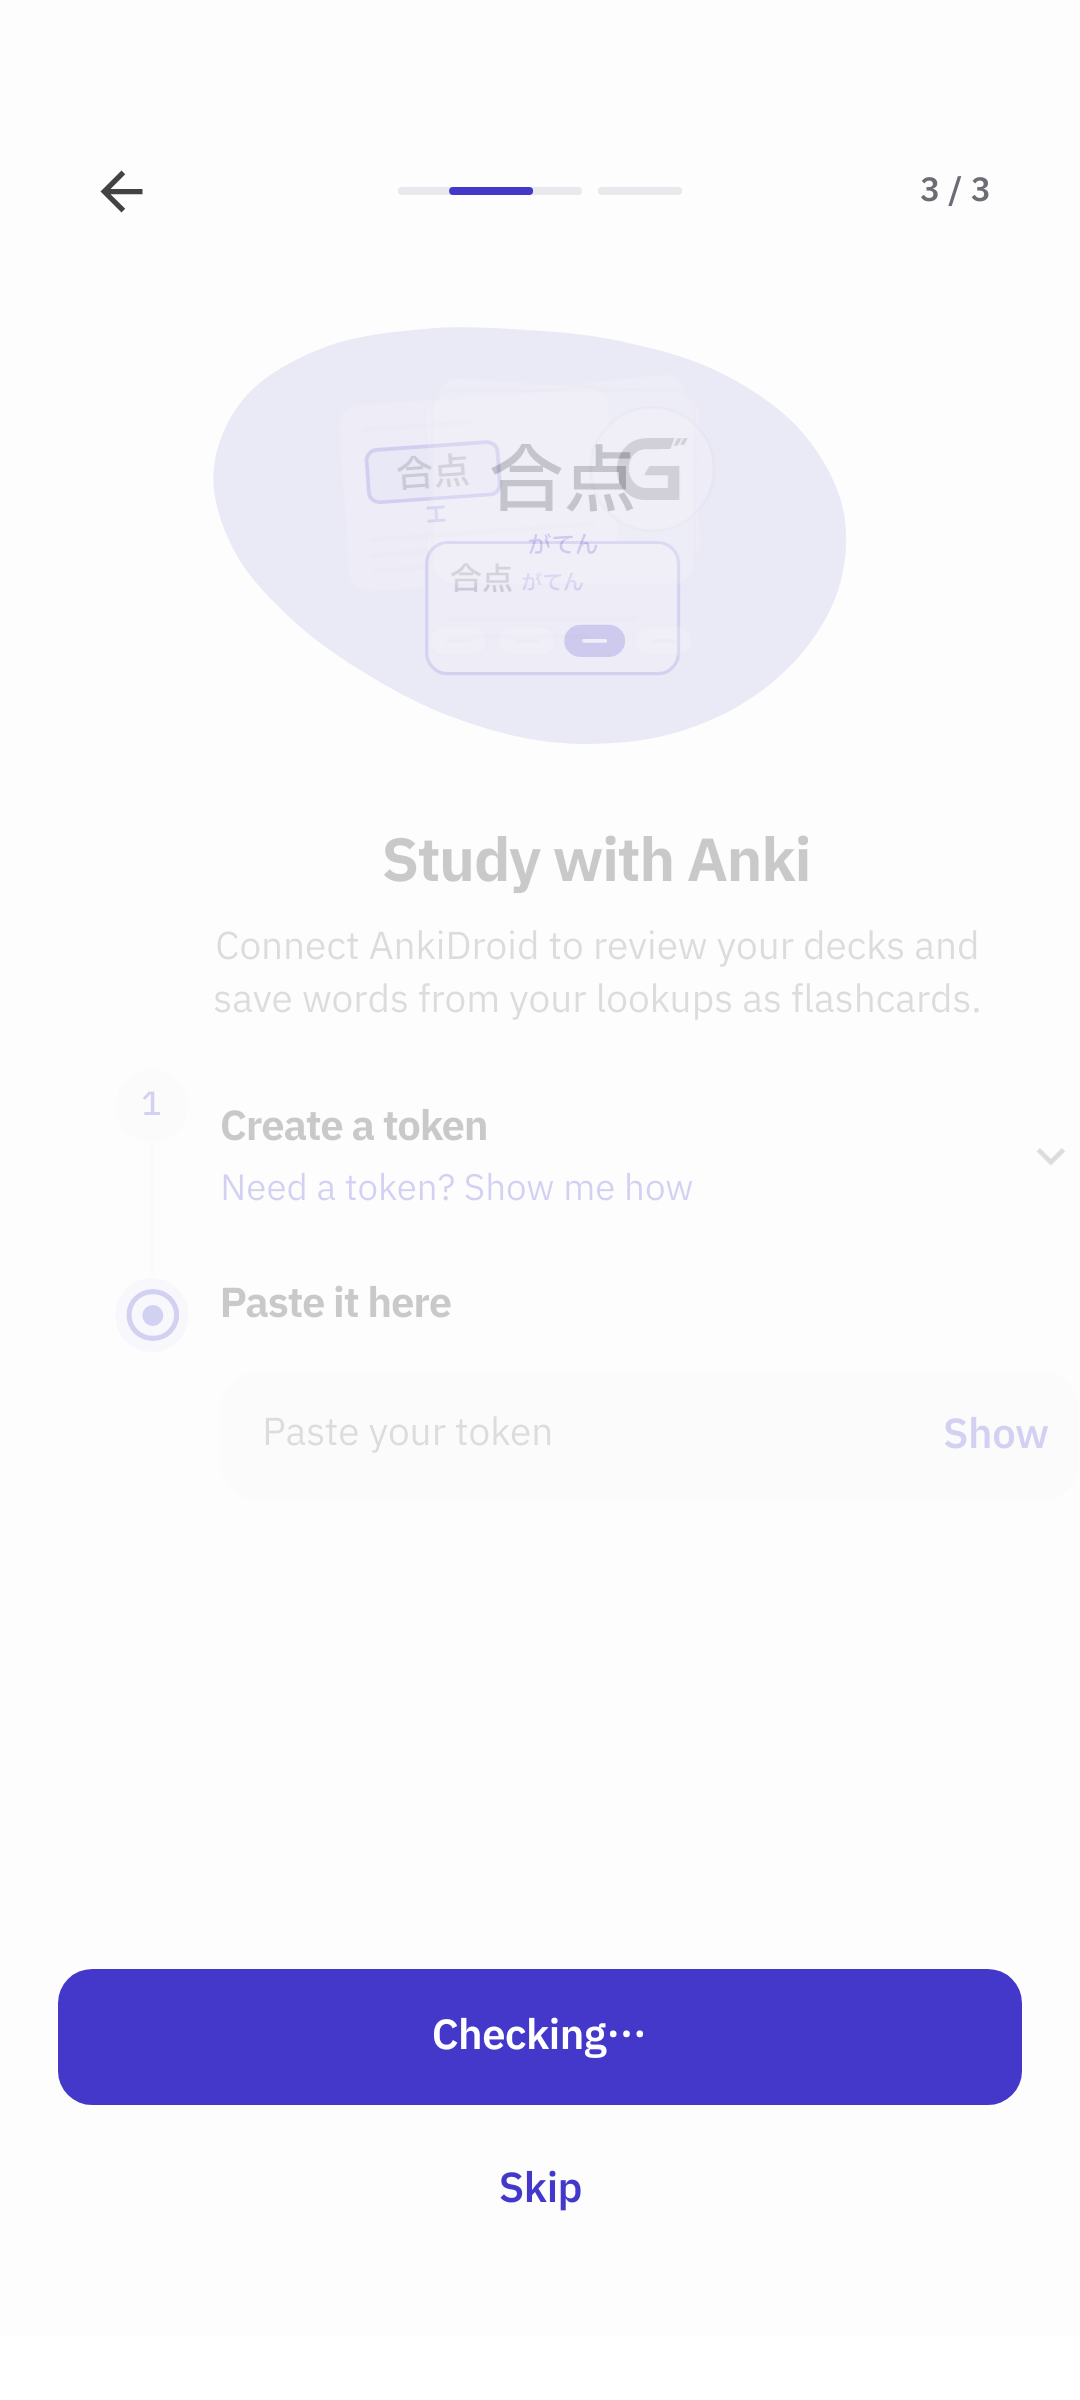 3 / 3
合点
合点
G
エ
がてん
合点 がてん
Study with Anki
Connect AnkiDroid to review your decks and
save words from your lookups as flashcards.
1
Create a token
Need a token? Show me how
Paste it here
Paste your token
Show
Checking…
Skip